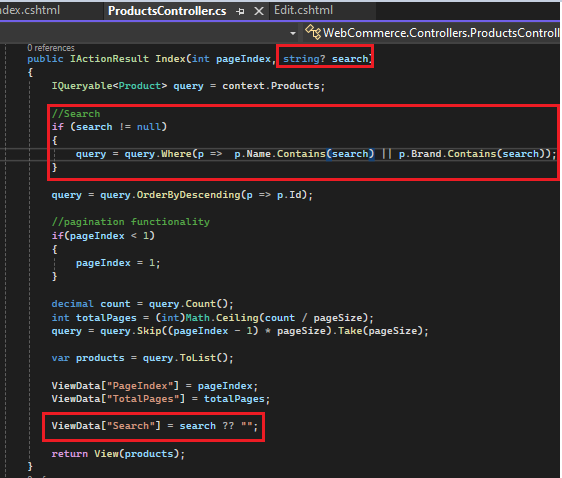 ndex.cshtml
ProductsController.cs
Edit.cshtml
WebCommerce.Controllers.ProductsControll
0 references
public IActionResult Index(int pageIndex, string? search)
{
IQueryable<Product> query = context.Products;
//Search
if (search != null)
{
query = query.Where(p => p.Name.Contains(search) || p.Brand.Contains(search));
}
query = query.OrderByDescending(p => p.Id);
//pagination functionality
if(pageIndex < 1)
{
pageIndex = 1;
}
decimal count = query.Count();
int totalPages = (int)Math.Ceiling(count / pageSize);
query = query.Skip((pageIndex - 1) * pageSize).Take(pageSize);
var products = query.ToList();
ViewData["PageIndex"] = pageIndex;
ViewData["TotalPages"] = totalPages;
ViewData["Search"] = search ?? "";
return View(products);
}